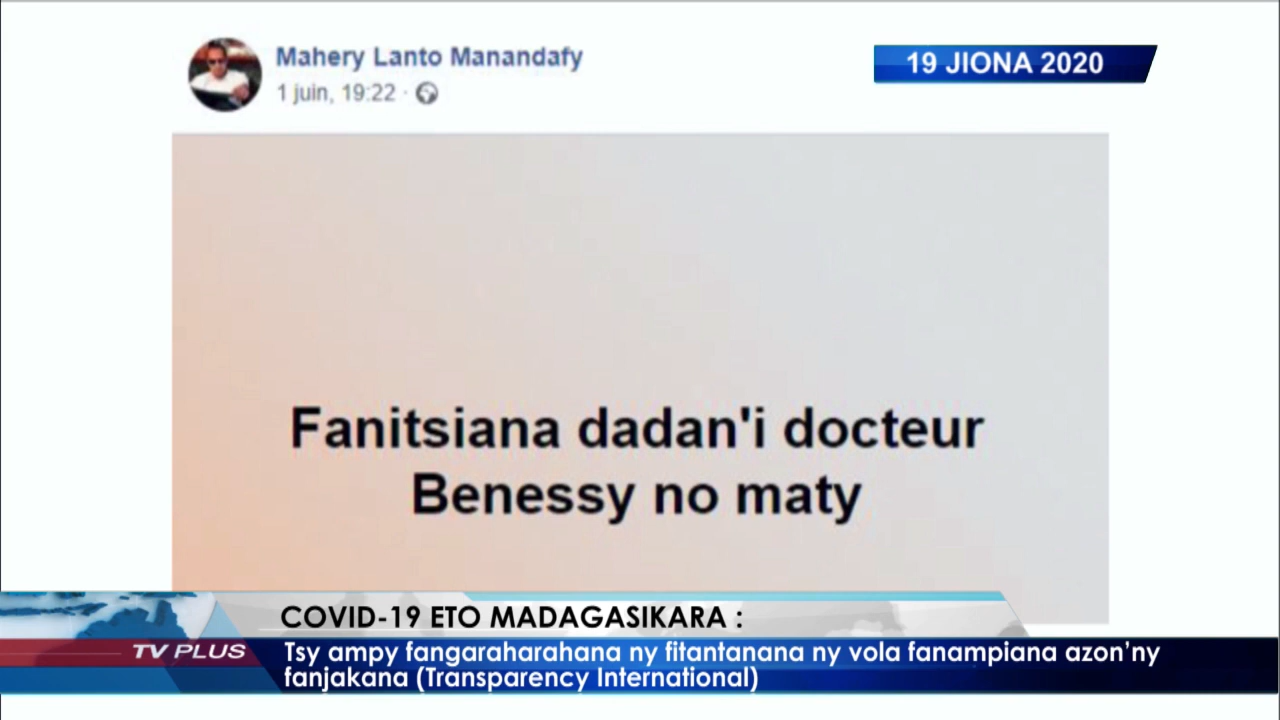 Mahery Lanto Manandafy
1 juin, 19:22 ·
19 JIONA 2020
Fanitsiana dadan'i docteur
Benessy no maty
COVID-19 ETO MADAGASIKARA :
TV PLUS
Tsy ampy fangaraharahana ny fitantanana ny vola fanampiana azon’ny
fanjakana (Transparency International)